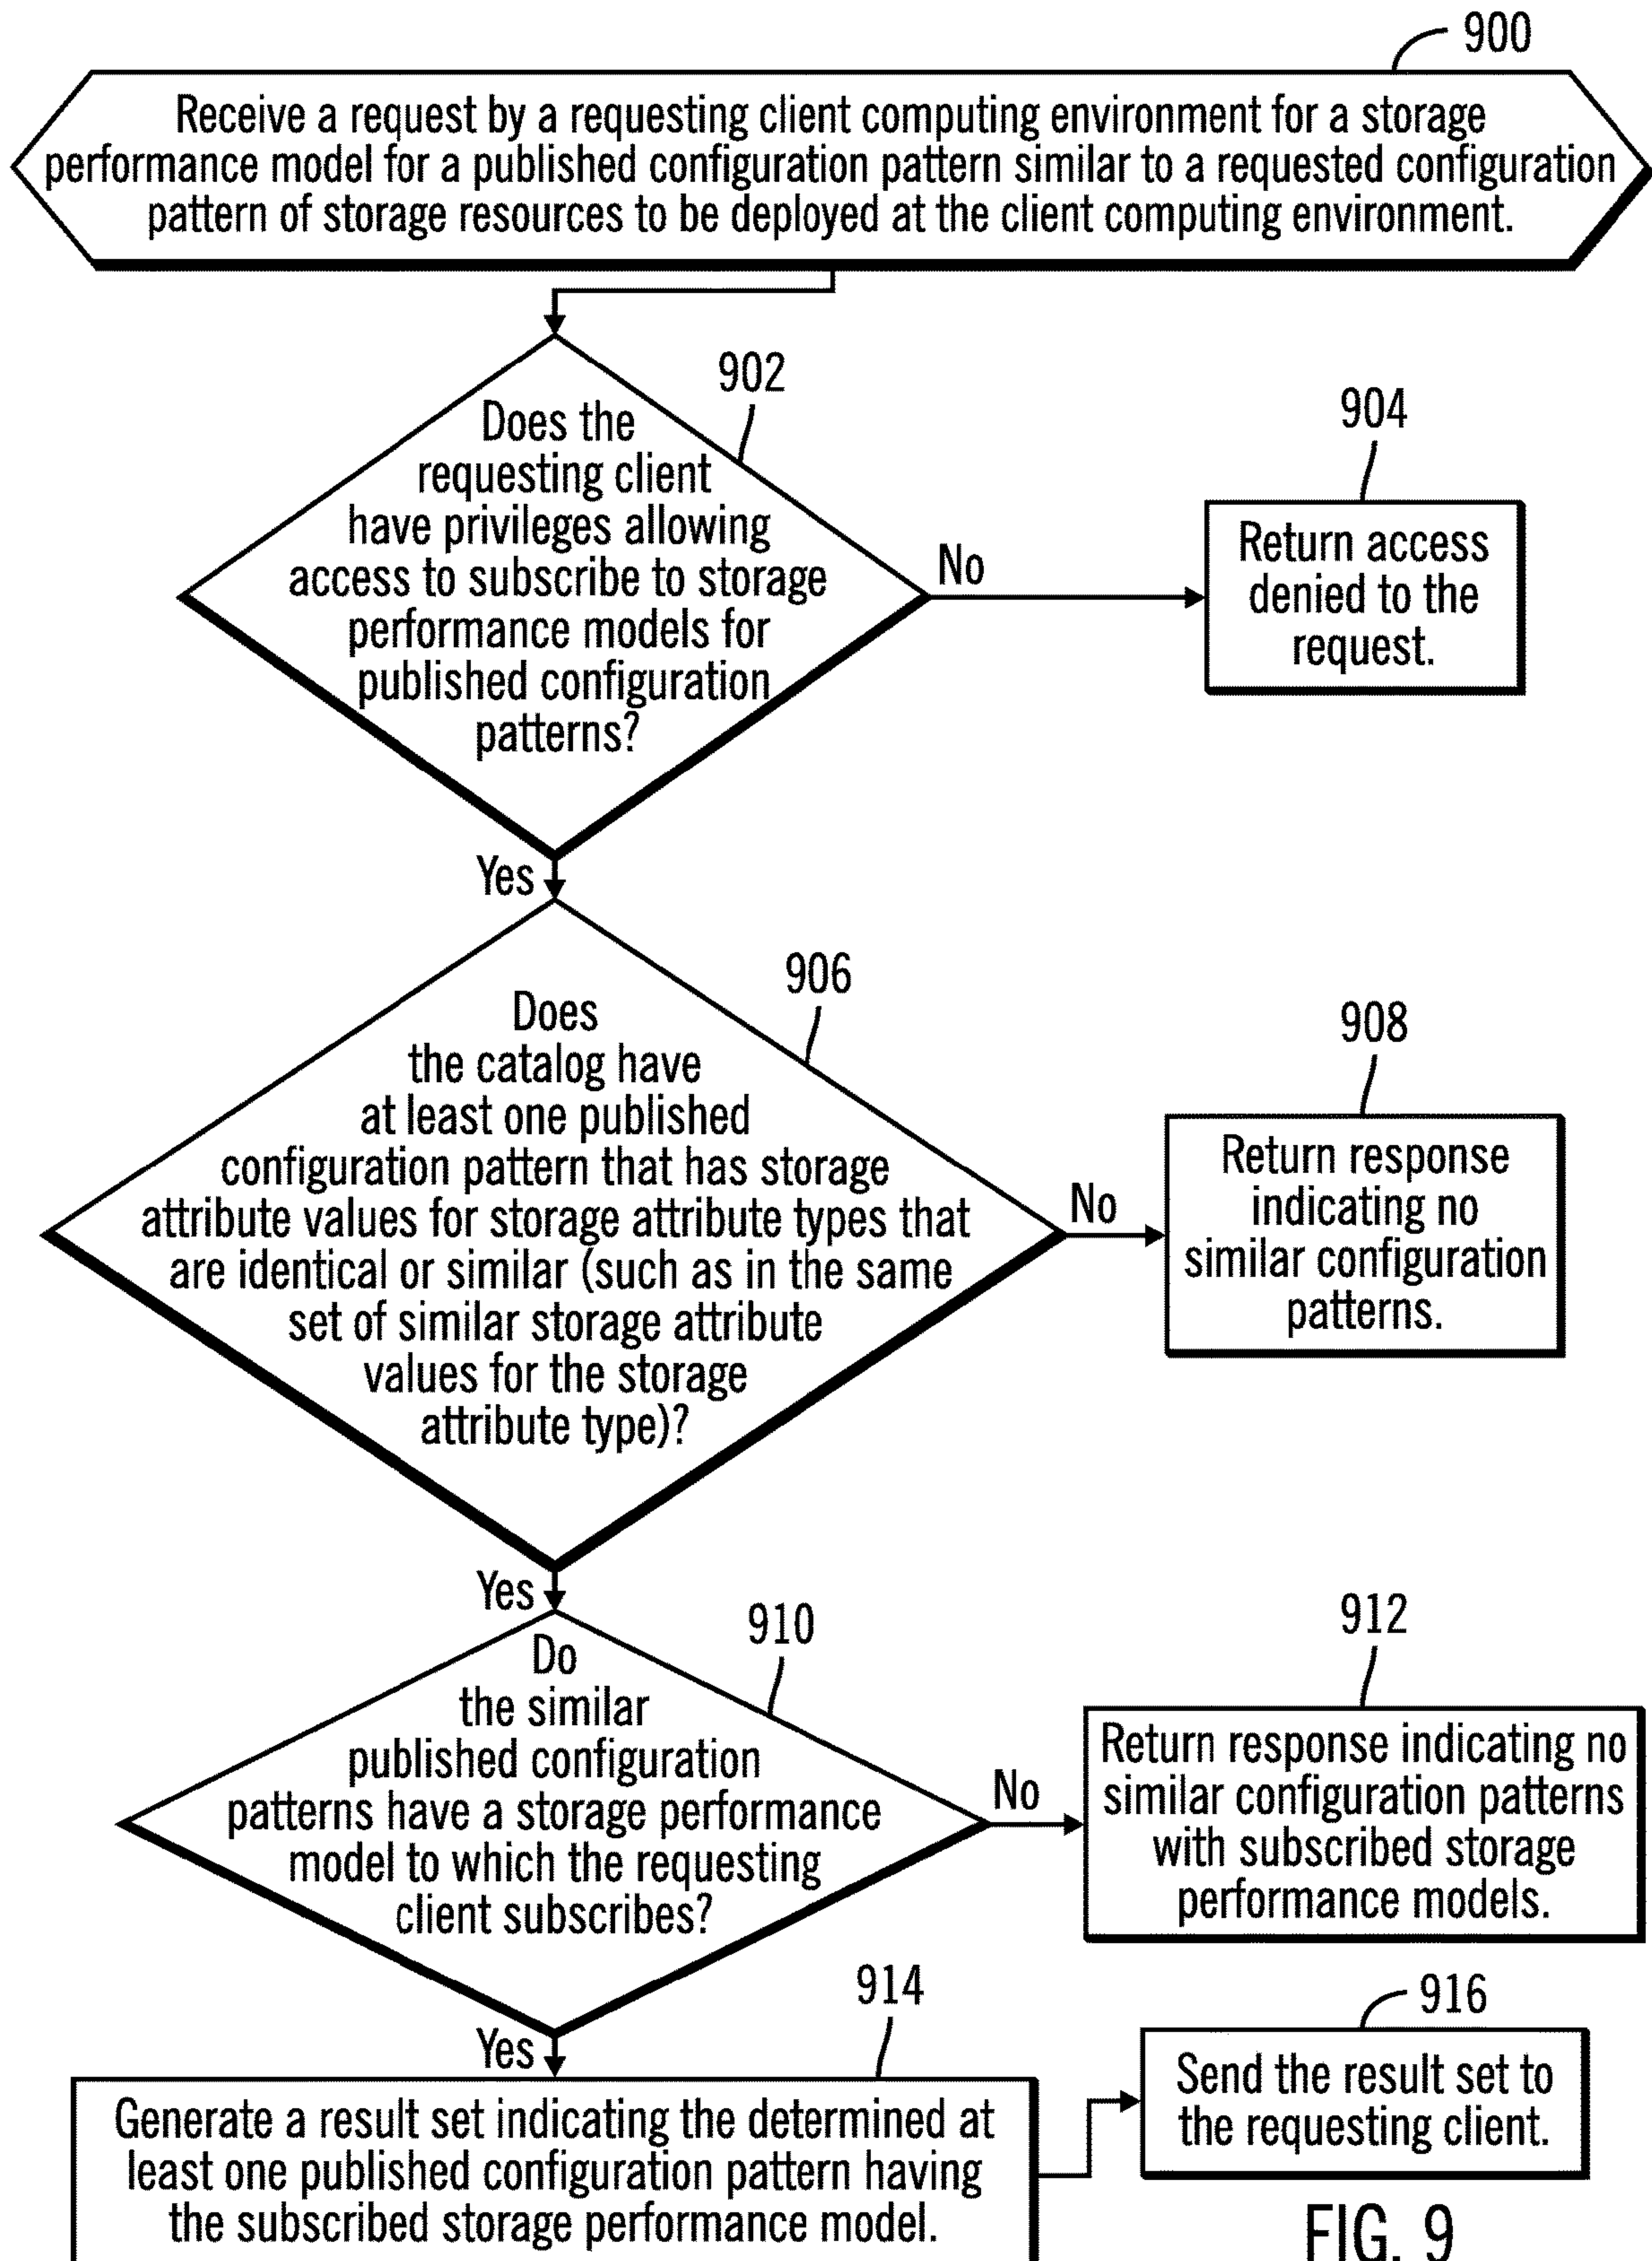 900
Receive a request by a requesting client computing environment for a storage
performance model for a published configuration pattern similar to a requested configuration
pattern of storage resources to be deployed at the client computing environment.
902
Does the
requesting client
have privileges allowing
access to subscribe to storage
performance models for
published configuration
patterns?
No
904
Return access
denied to the
request.
Yes
906
Does
the catalog have
at least one published
configuration pattern that has storage
attribute values for storage attribute types that
are identical or similar (such as in the same
set of similar storage attribute
values for the storage
attribute type)?
No
908
Return response
indicating no
similar configuration
patterns.
Yes
910
Do
the similar
published configuration
patterns have a storage performance
model to which the requesting
client subscribes?
No
912
Return response indicating no
similar configuration patterns
with subscribed storage
performance models.
Yes
914
Generate a result set indicating the determined at
least one published configuration pattern having
the subscribed storage performance model.
916
Send the result set to
the requesting client.
FIG. 9